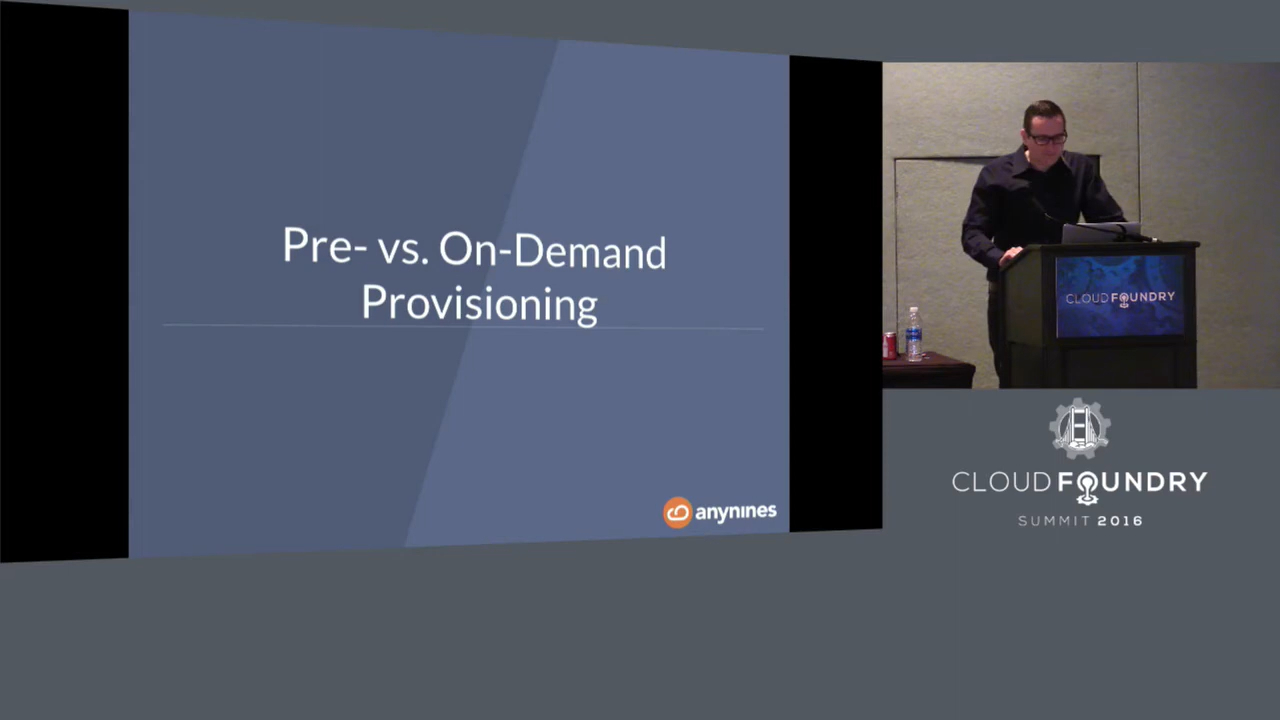 Pre- vs. On-Demand
Provisioning
anynines
CLOUD FOUNDRY
CLOUD FOUNDRY
SUMMIT 2016